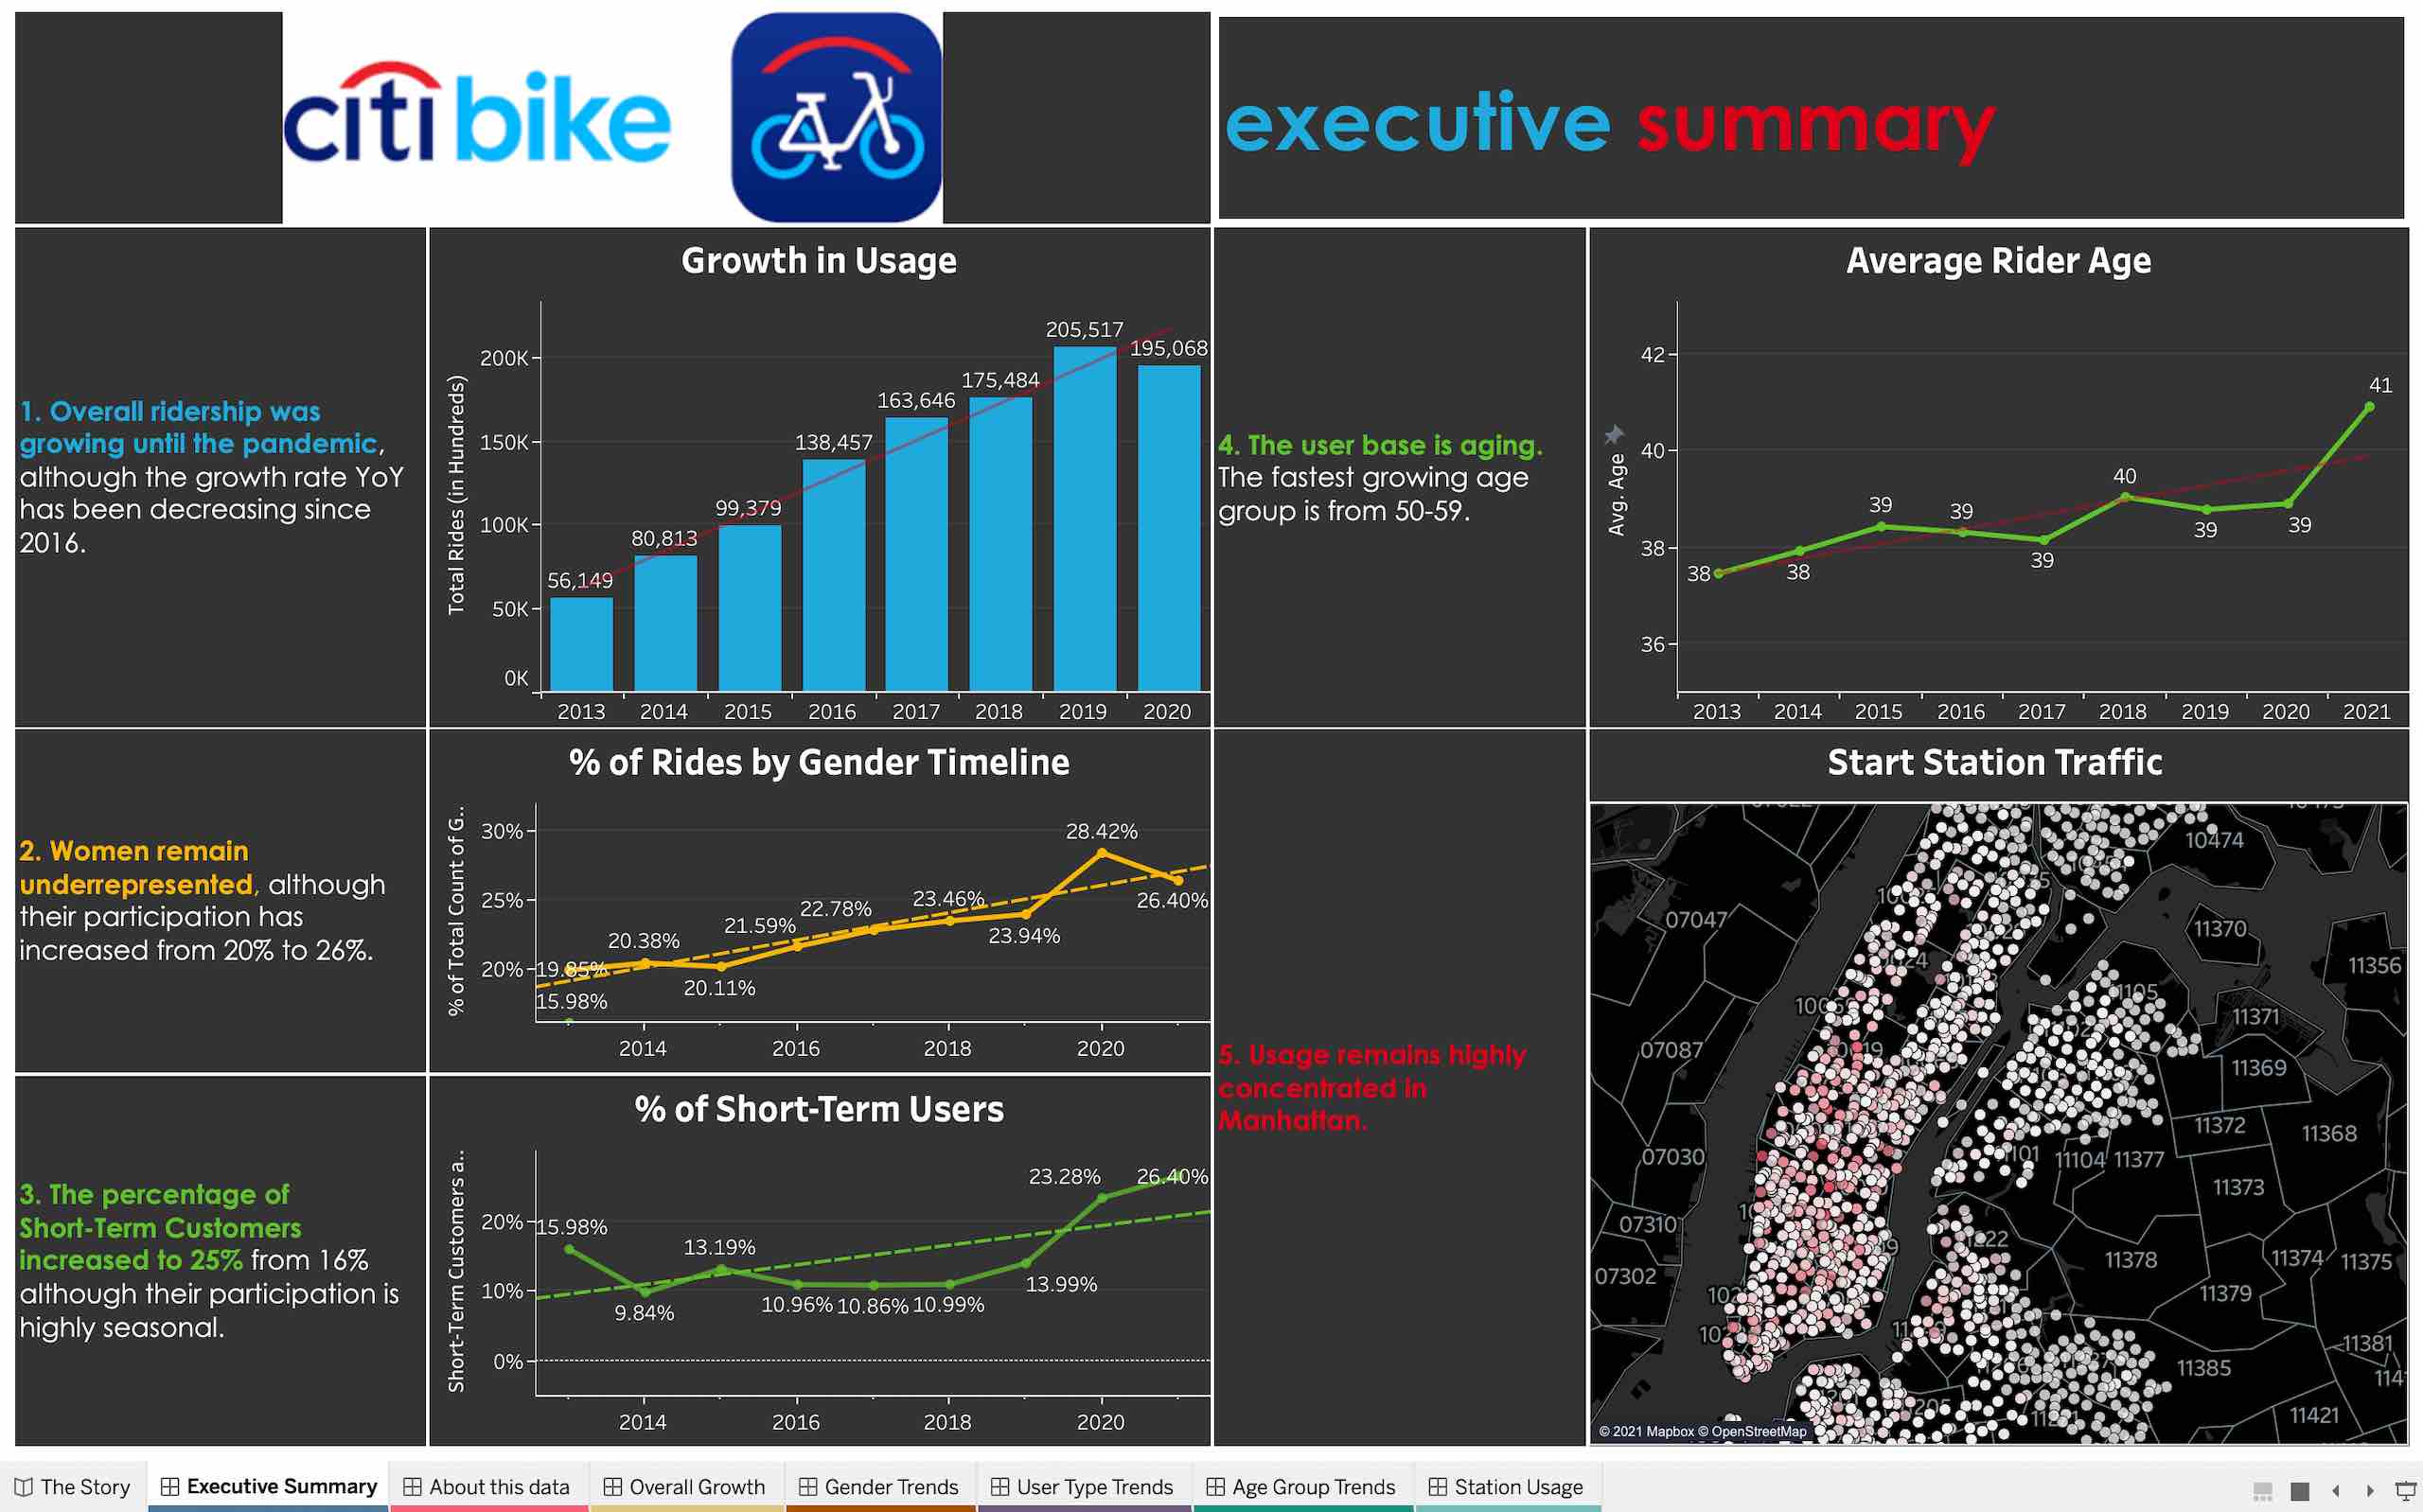 citi bike
executive summary
1. Overall ridership was
growing until the pandemic,
although the growth rate YoY
has been decreasing since
2016.
Growth in Usage
Total Rides (in Hundreds)
200K
150K
100K
50K
0K
56,149
80,813
99,379
138,457
163,646
175,484
205,517
195,068
2013 2014 2015 2016 2017 2018 2019 2020
4. The user base is aging.
The fastest growing age
group is from 50-59.
Average Rider Age
Avg. Age
42
40
38
36
38
38
39
39
39
40
39
39
41
2013 2014 2015 2016 2017 2018 2019 2020 2021
2. Women remain
underrepresented, although
their participation has
increased from 20% to 26%.
% of Rides by Gender Timeline
% of Total Count of G..
30%
25%
20%
19.85%
15.98%
20.38%
20.11%
21.59%
22.78%
23.46%
23.94%
28.42%
26.40%
2014 2016 2018 2020
3. The percentage of
Short-Term Customers
increased to 25% from 16%
although their participation is
highly seasonal.
% of Short-Term Users
Short-Term Customers a..
20%
10%
0%
15.98%
9.84%
13.19%
10.96% 10.86% 10.99%
13.99%
23.28%
26.40%
2014 2016 2018 2020
5. Usage remains highly
concentrated in
Manhattan.
Start Station Traffic
10474
07047
11370
11356
11371
07087
11369
11372
11368
07030
11104 11377
11373
07310
11378
11374
11375
07302
11379
11381
11385
11421
© 2021 Mapbox © OpenStreetMap
The Story
Executive Summary
About this data
Overall Growth
Gender Trends
User Type Trends
Age Group Trends
Station Usage